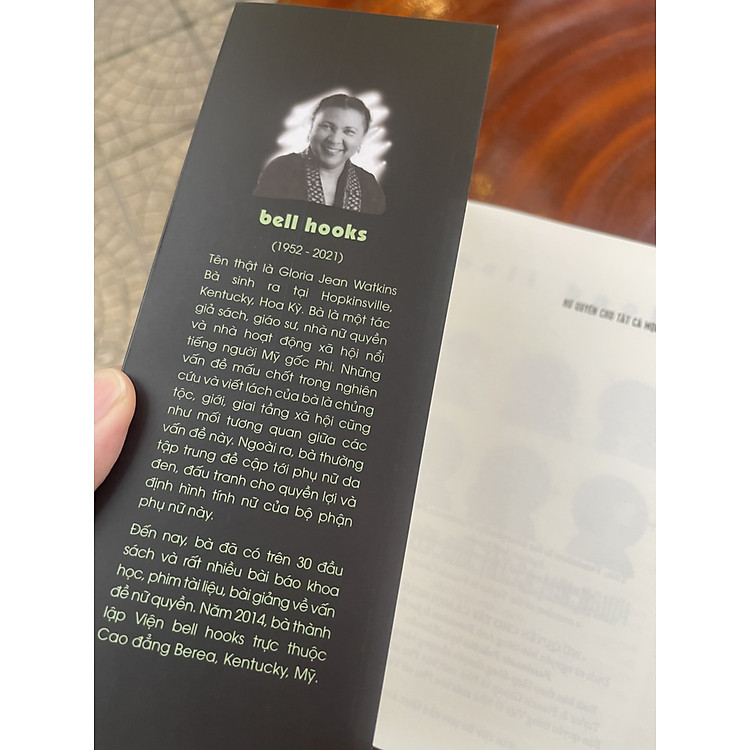 bell hooks
(1952 - 2021)
Tên thật là Gloria Jean Watkins
Bà sinh ra tại Hopkinsville,
Kentucky, Hoa Kỳ. Bà là một tác
giả sách, giáo sư, nhà nữ quyền
và nhà hoạt động xã hội nổi
tiếng người Mỹ gốc Phi. Những
vấn đề mấu chốt trong nghiên
cứu và viết lách của bà là chủng
tộc, giới, giai tầng xã hội cũng
như mối tương quan giữa các
vấn đề này. Ngoài ra, bà thường
tập trung đề cập tới phụ nữ da
đen, đấu tranh cho quyền lợi và
định hình tính nữ của bộ phận
phụ nữ này.
Đến nay, bà đã có trên 30 đầu
sách và rất nhiều bài báo khoa
học, phim tài liệu, bài giảng về vấn
đề nữ quyền. Năm 2014, bà thành
lập Viện bell hooks trực thuộc
Cao đẳng Berea, Kentucky, Mỹ.
NỮ QUYỀN CHO TẤT CẢ